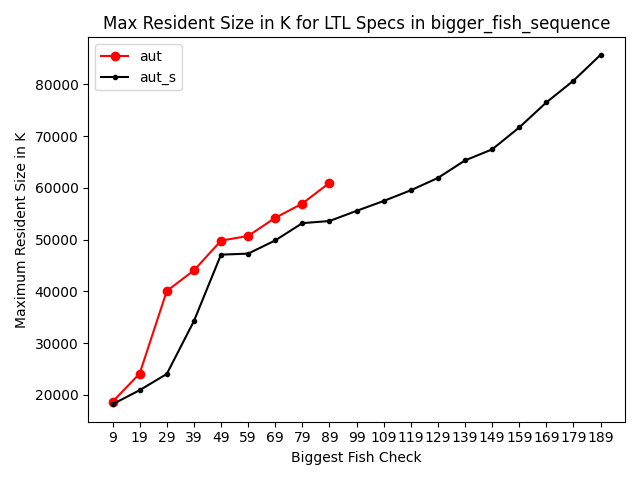 Max Resident Size in K for LTL Specs in bigger_fish_sequence
aut
aut_s
Maximum Resident Size in K
80000
70000
60000
50000
40000
30000
20000
9 19 29 39 49 59 69 79 89 99 109 119 129 139 149 159 169 179 189
Biggest Fish Check